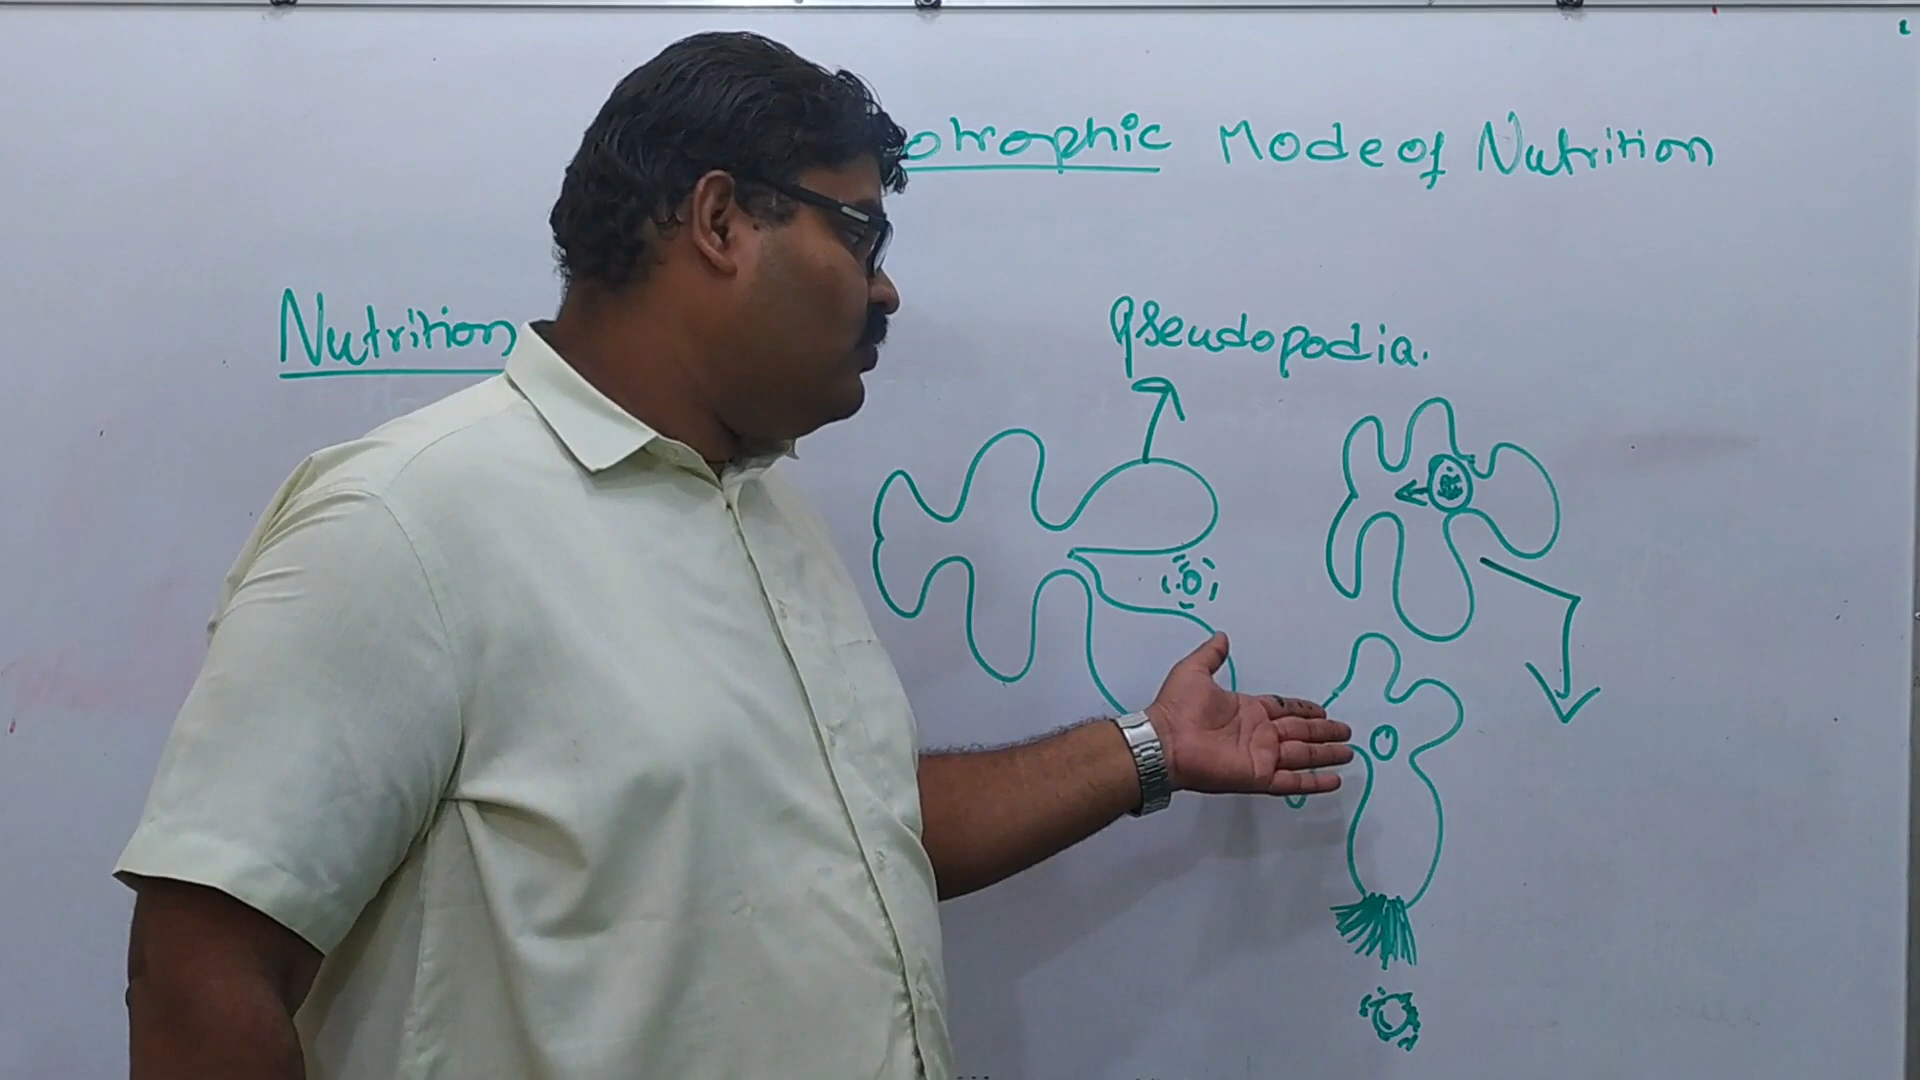 otrophic Mode of Nutrition
Nutrition
Pseudopodia.